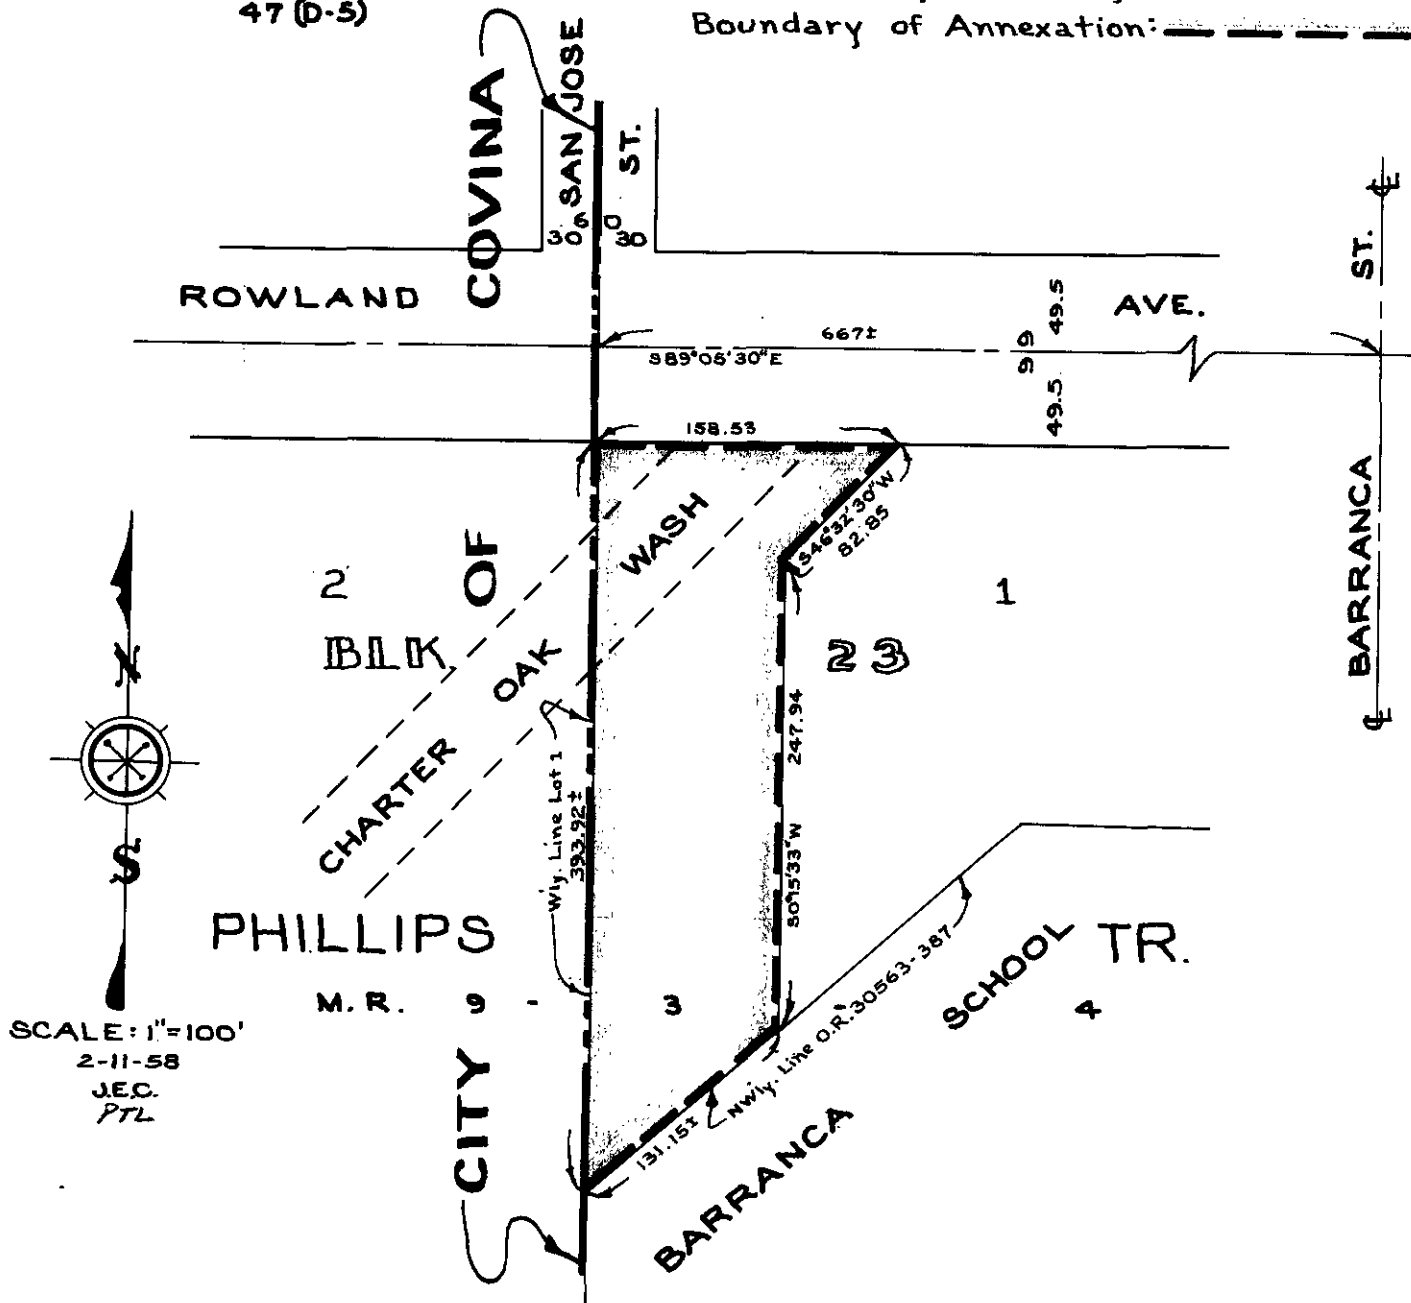 47 (D-5)
Boundary of Annexation:
CITY OF COVINA
SAN JOSE
ST.
60
30 30
ROWLAND AVE.
667±
S89°05'30"E
99
49.5
49.5
BARRANCA ST.
℄
℄
158.53
S46°32'30"W
82.85
CHARTER OAK WASH
2
1
BLK. 23
247.94
S0°15'33"W
Wly. Line Lot 1
393.92±
N
S
PHILLIPS TR.
M. R. 9 - 3 4
SCALE: 1"=100'
2-11-58
J.E.C.
PTL
131.15±
NWly. Line O.R. 30563-387
BARRANCA SCHOOL